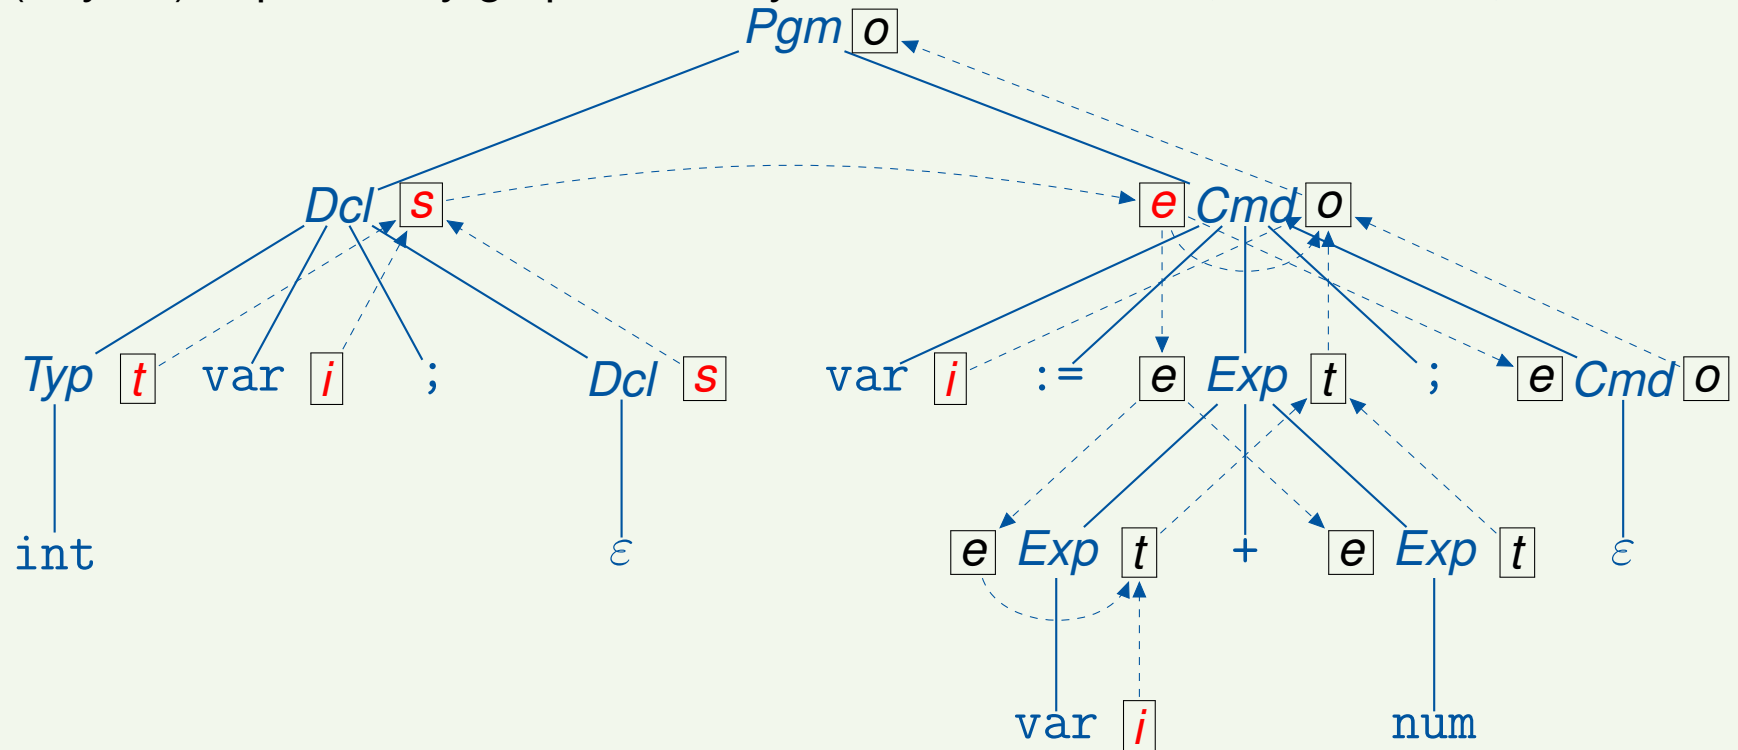 Pgm o
Dcl s e Cmd o
Typ t var i ; Dcl s var i := e Exp t ; e Cmd o
int ε e Exp t + e Exp t ε
var i num